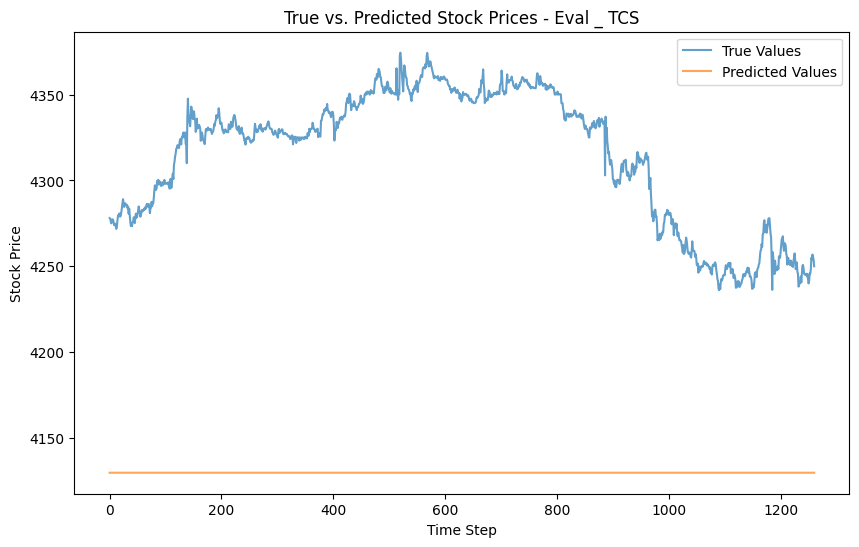 True vs. Predicted Stock Prices - Eval _ TCS
True Values
Predicted Values
Stock Price
4350
4300
4250
4200
4150
0 200 400 600 800 1000 1200
Time Step